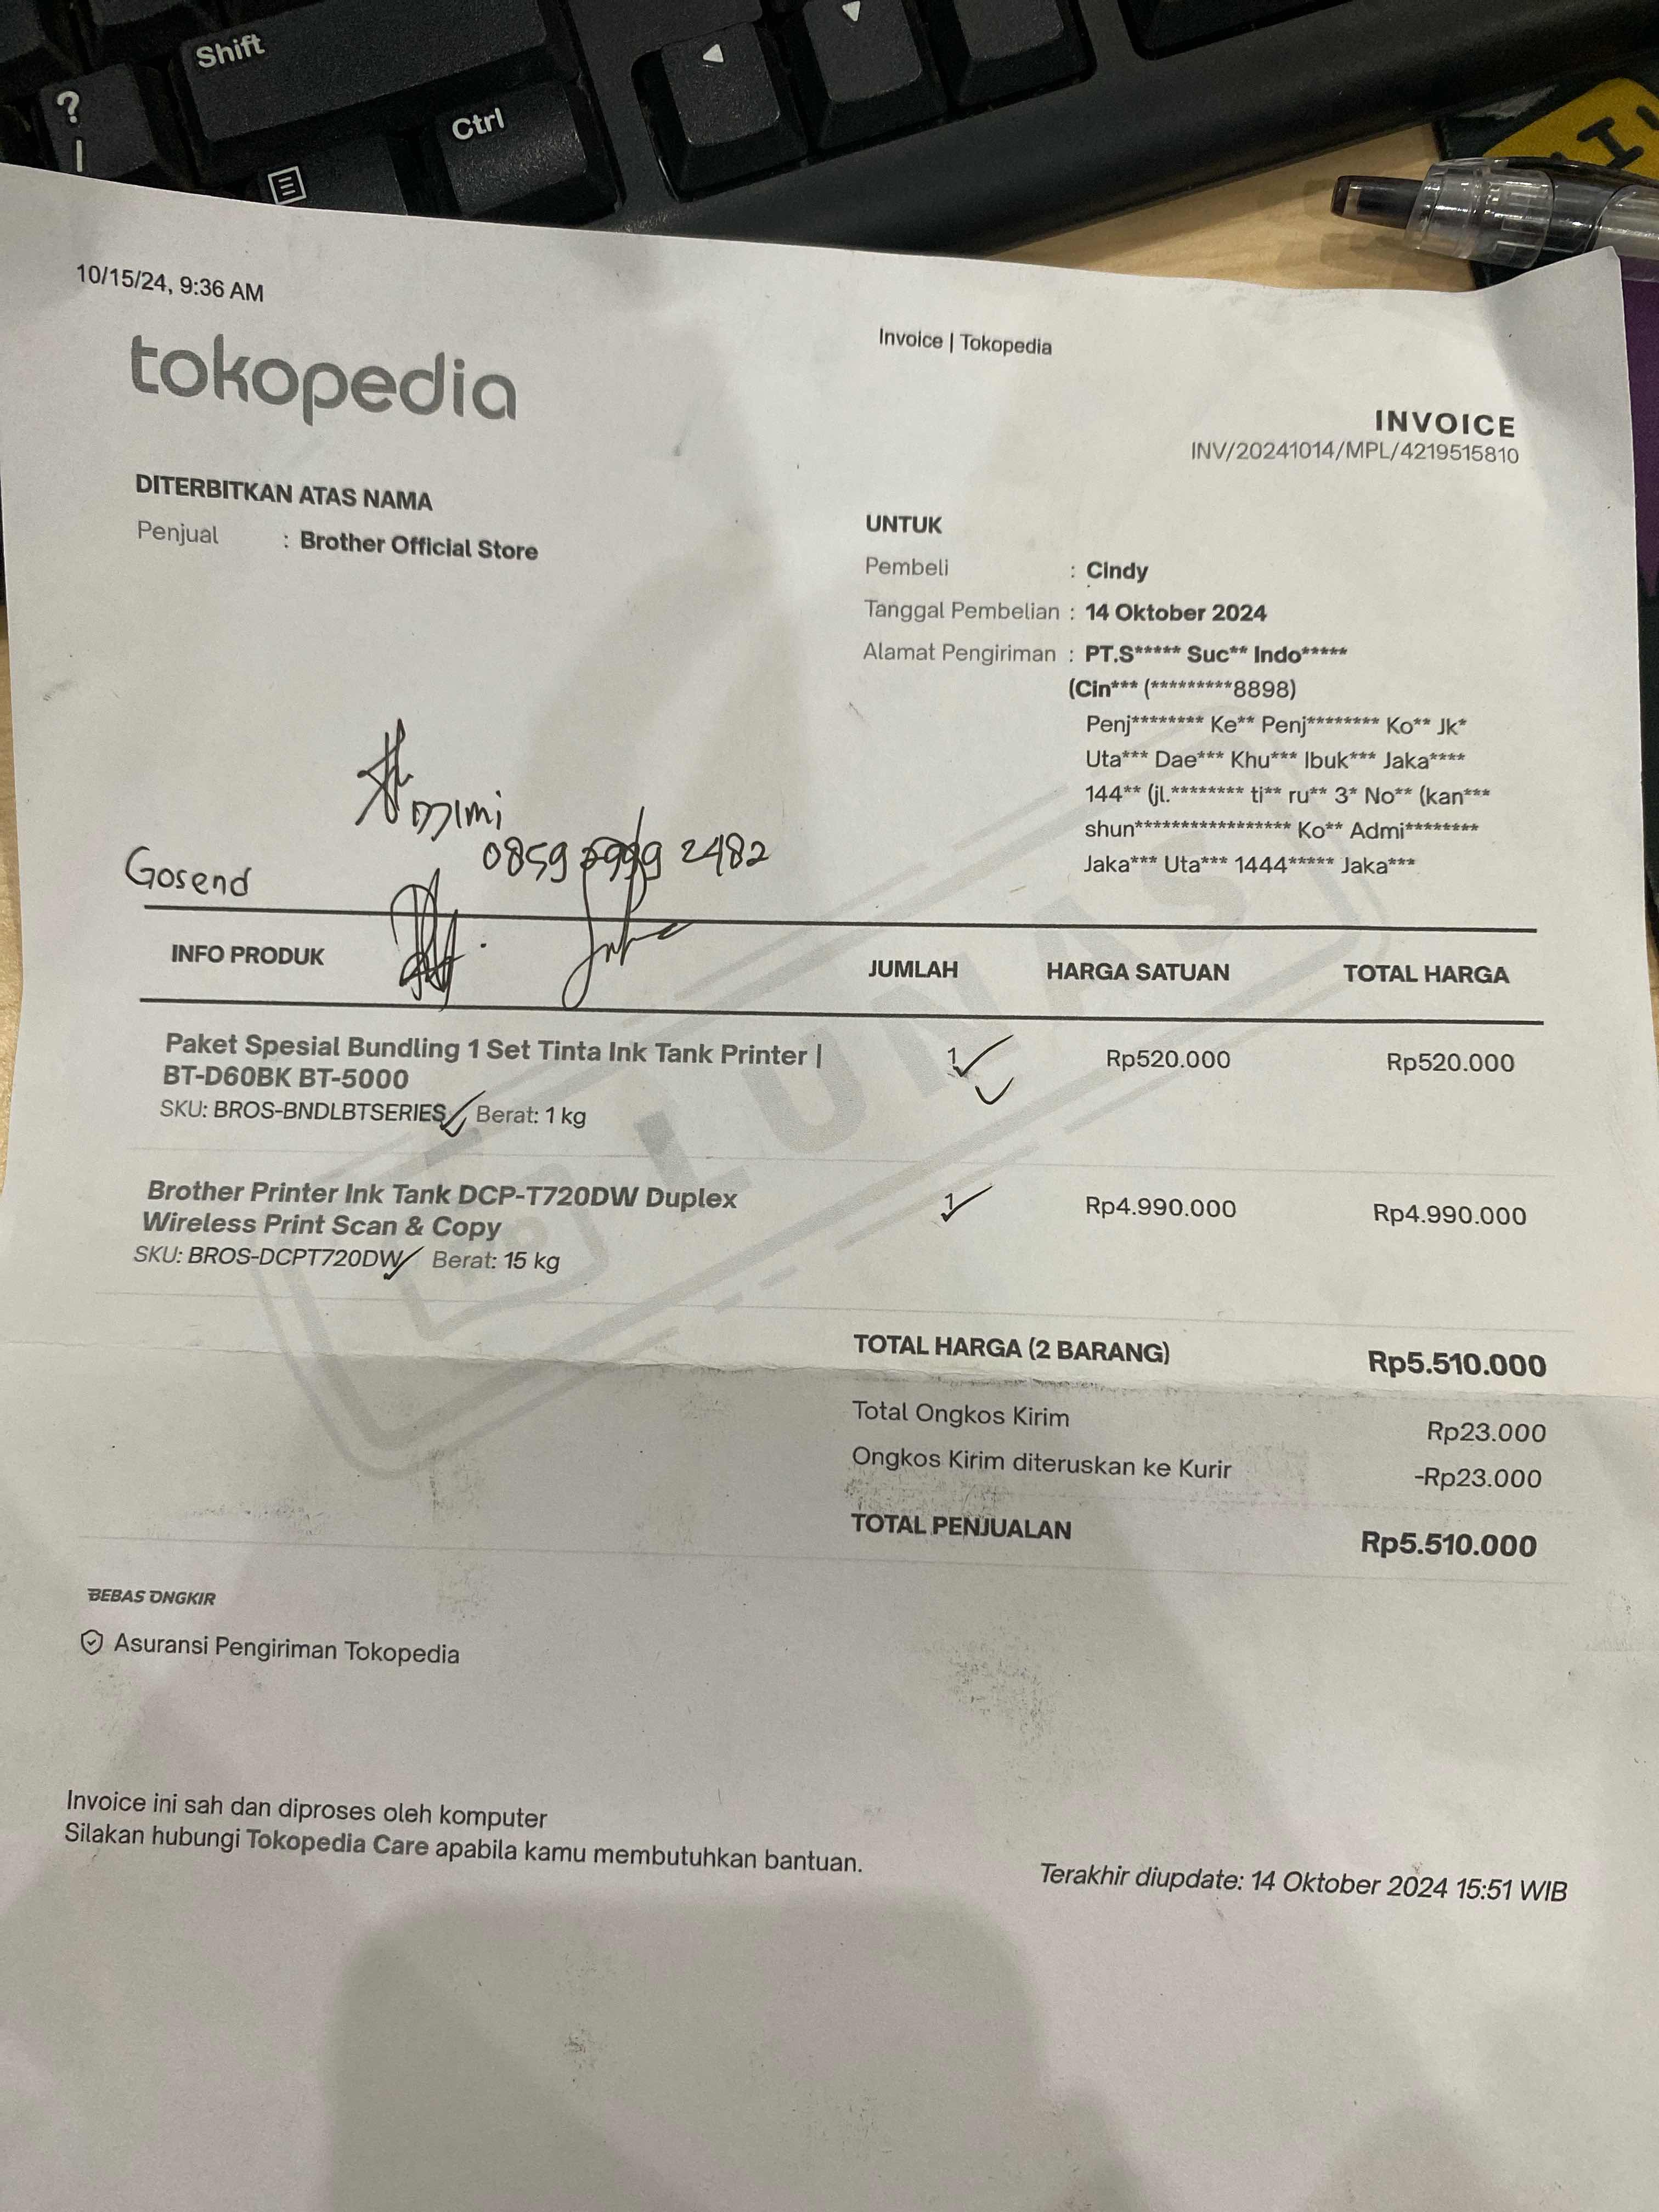 Shift
?
/
Ctrl
10/15/24, 9:36 AM
Invoice | Tokopedia
tokopedia
INVOICE
INV/20241014/MPL/4219515810
DITERBITKAN ATAS NAMA
Penjual : Brother Official Store
UNTUK
Pembeli : Cindy
Tanggal Pembelian : 14 Oktober 2024
Alamat Pengiriman : PT.S***** Suc** Indo*****
(Cin*** (*********8898)
Penj******** Ke** Penj******** Ko** Jk*
Uta*** Dae*** Khu*** Ibuk*** Jaka****
144** (jl.******** ti** ru** 3* No** (kan***
shun***************** Ko** Admi********
Jaka*** Uta*** 1444***** Jaka***
Gosend
INFO PRODUK JUMLAH HARGA SATUAN TOTAL HARGA
Paket Spesial Bundling 1 Set Tinta Ink Tank Printer | 1 Rp520.000 Rp520.000
BT-D60BK BT-5000
SKU: BROS-BNDLBTSERIES Berat: 1 kg
Brother Printer Ink Tank DCP-T720DW Duplex 1 Rp4.990.000 Rp4.990.000
Wireless Print Scan & Copy
SKU: BROS-DCPT720DW Berat: 15 kg
LUNAS
TOTAL HARGA (2 BARANG) Rp5.510.000
Total Ongkos Kirim Rp23.000
Ongkos Kirim diteruskan ke Kurir -Rp23.000
TOTAL PENJUALAN Rp5.510.000
BEBAS ONGKIR
Asuransi Pengiriman Tokopedia
Invoice ini sah dan diproses oleh komputer
Silakan hubungi Tokopedia Care apabila kamu membutuhkan bantuan.
Terakhir diupdate: 14 Oktober 2024 15:51 WIB